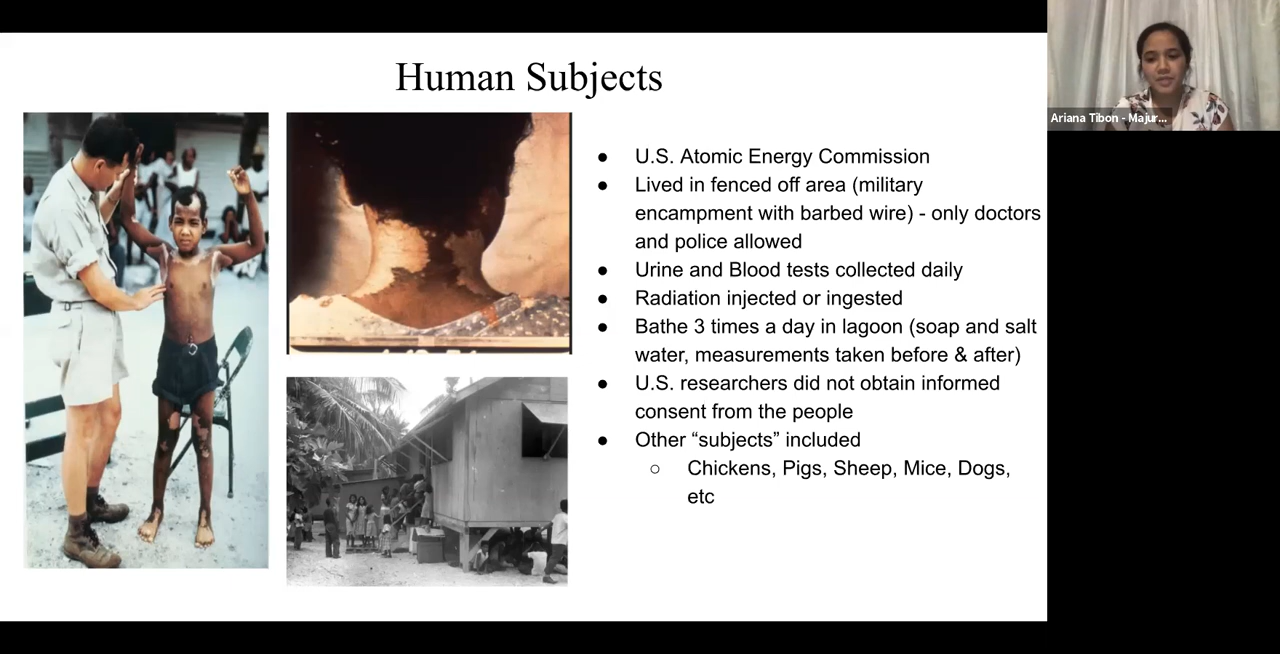 Human Subjects
Ariana Tibon - Majur...
● U.S. Atomic Energy Commission
● Lived in fenced off area (military
encampment with barbed wire) - only doctors
and police allowed
● Urine and Blood tests collected daily
● Radiation injected or ingested
● Bathe 3 times a day in lagoon (soap and salt
water, measurements taken before & after)
● U.S. researchers did not obtain informed
consent from the people
● Other “subjects” included
○ Chickens, Pigs, Sheep, Mice, Dogs,
etc